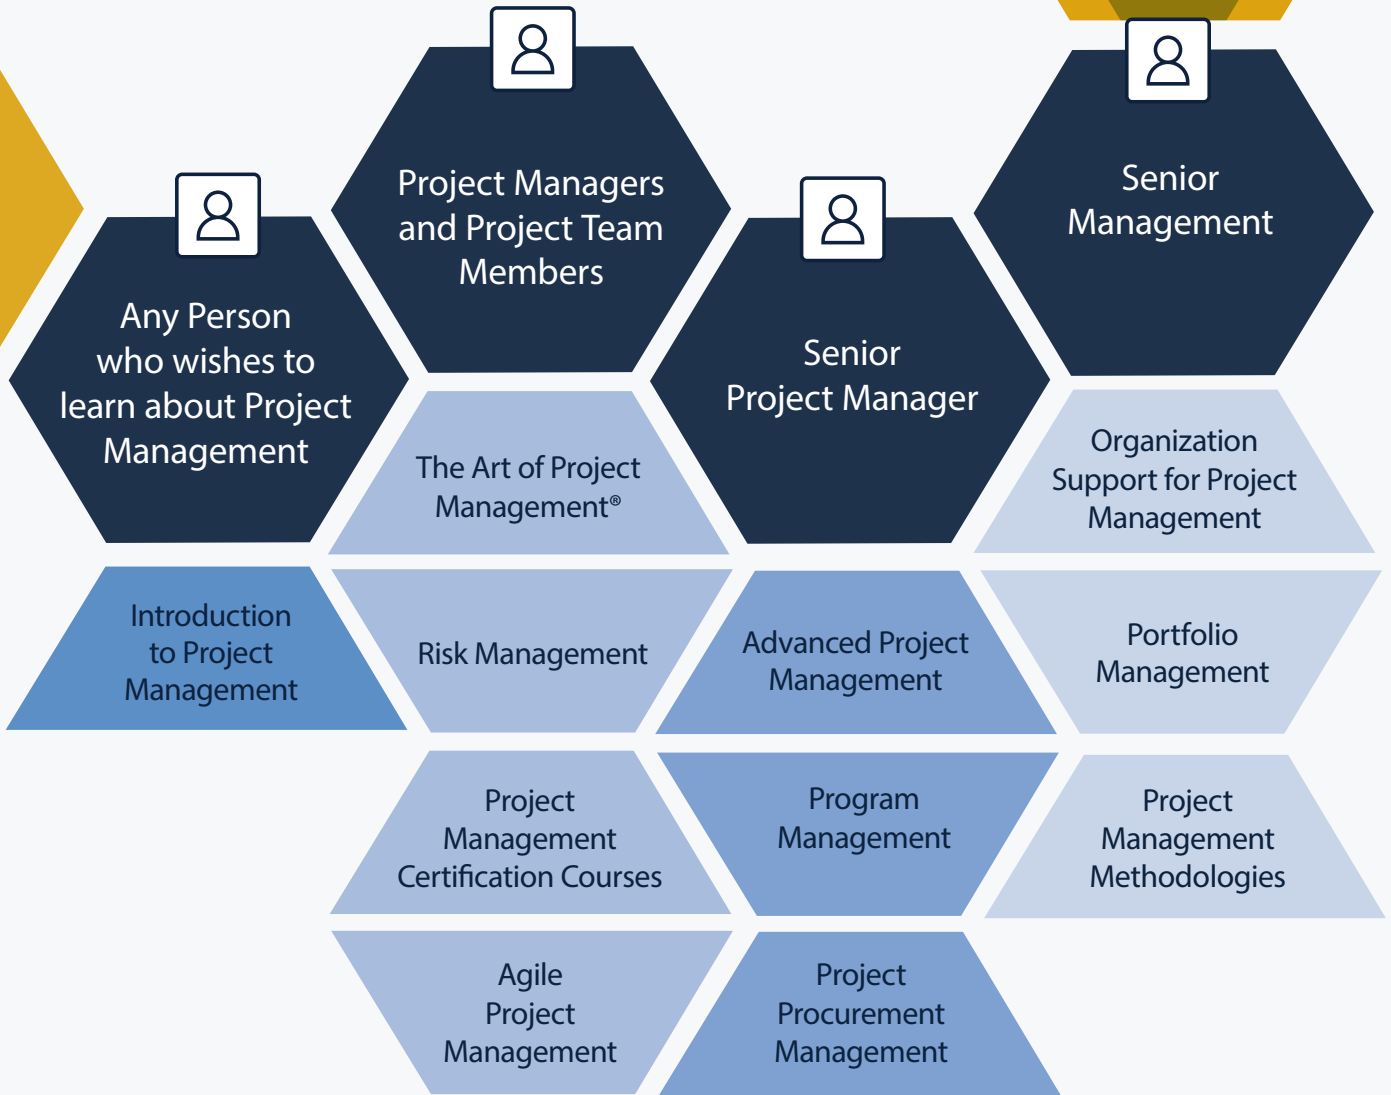 Any Person
who wishes to
learn about Project
Management
Introduction
to Project
Management
Project Managers
and Project Team
Members
The Art of Project
Management®
Risk Management
Project
Management
Certification Courses
Agile
Project
Management
Senior
Project Manager
Advanced Project
Management
Program
Management
Project
Procurement
Management
Senior
Management
Organization
Support for Project
Management
Portfolio
Management
Project
Management
Methodologies